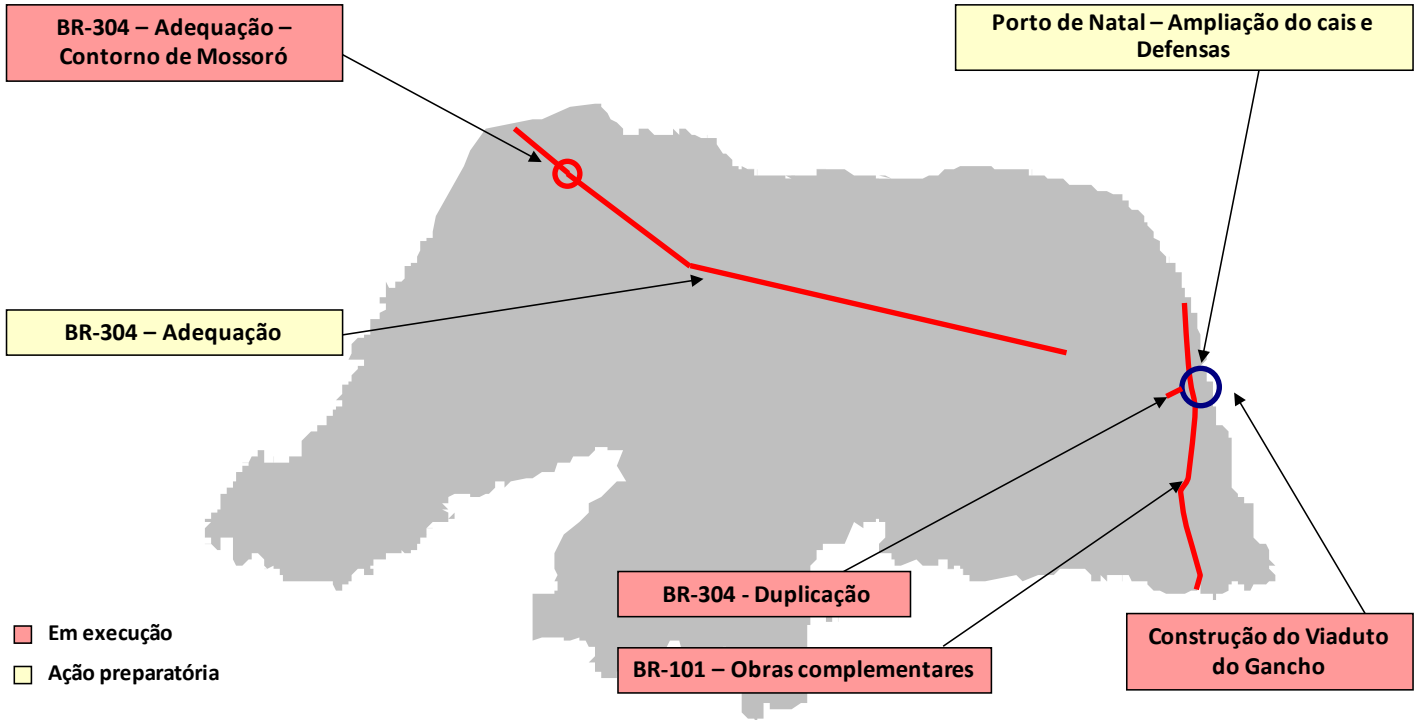 BR-304 – Adequação –
Contorno de Mossoró
Porto de Natal – Ampliação do cais e
Defensas
BR-304 – Adequação
BR-304 - Duplicação
BR-101 – Obras complementares
Construção do Viaduto
do Gancho
Em execução
Ação preparatória